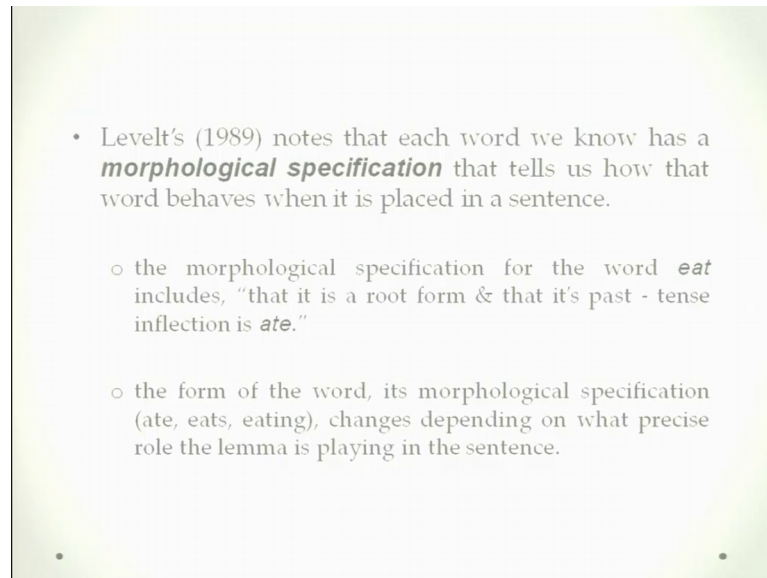 • Levelt's (1989) notes that each word we know has a
morphological specification that tells us how that
word behaves when it is placed in a sentence.
o the morphological specification for the word eat
includes, "that it is a root form & that it's past - tense
inflection is ate."
o the form of the word, its morphological specification
(ate, eats, eating), changes depending on what precise
role the lemma is playing in the sentence.